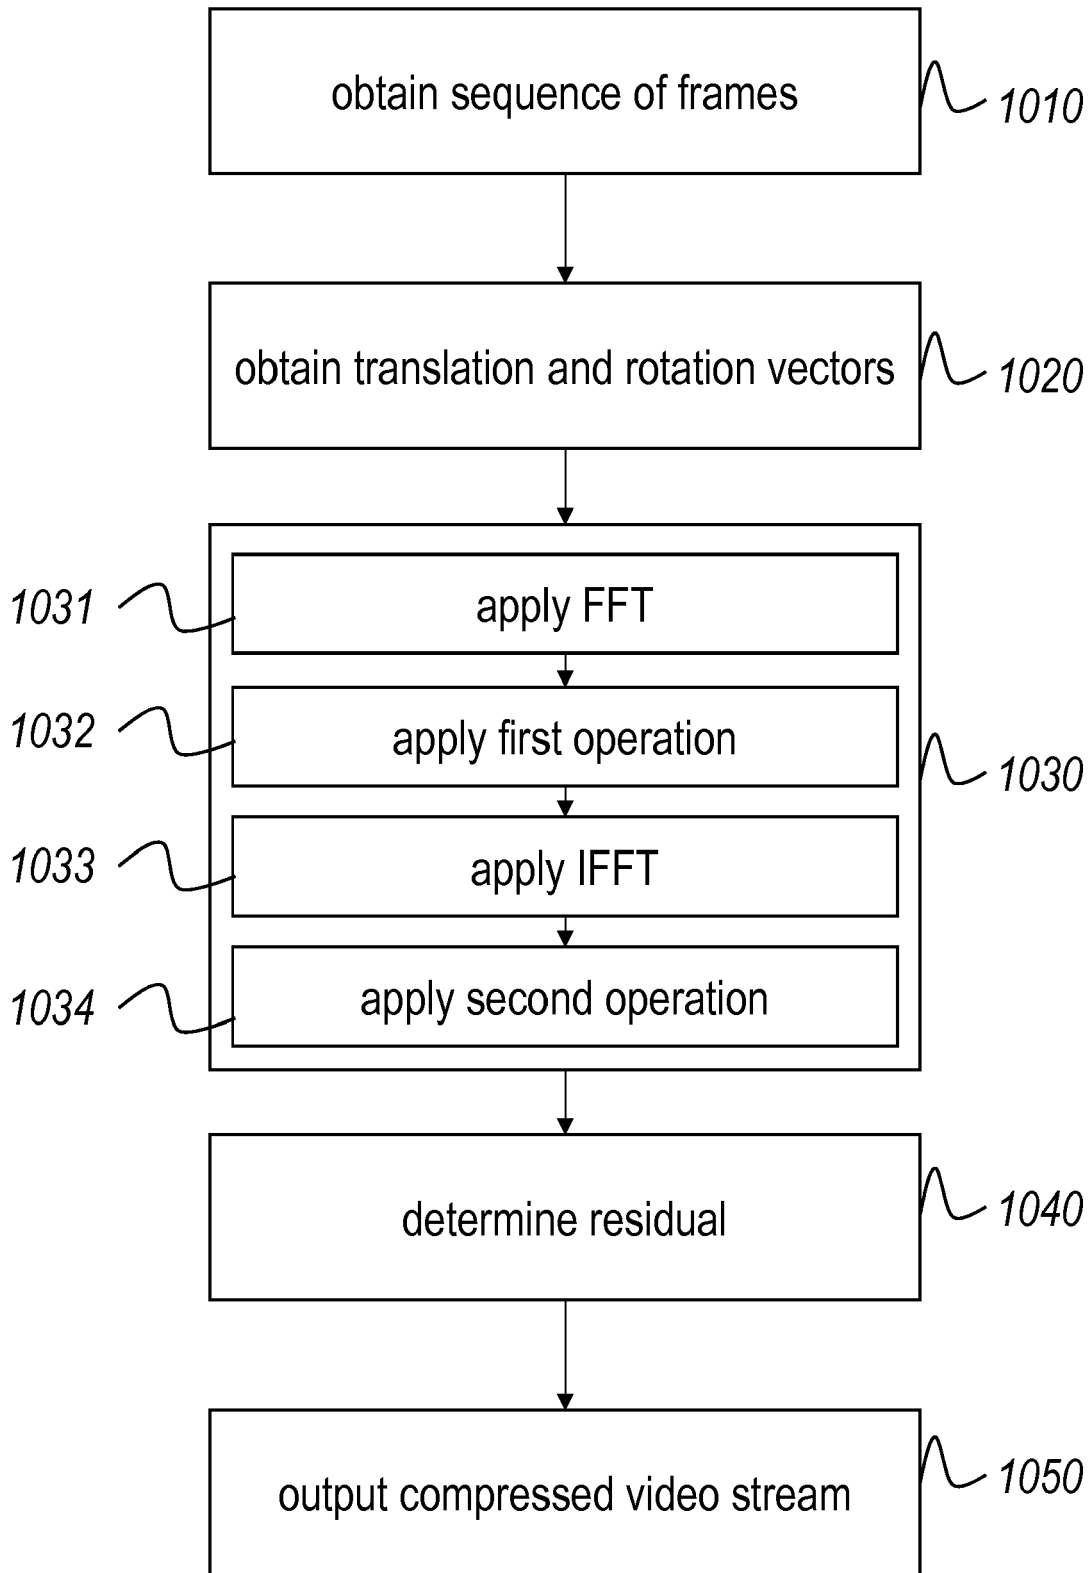 obtain sequence of frames
1010
obtain translation and rotation vectors
1020
1031
apply FFT
1032
apply first operation
1030
1033
apply IFFT
1034
apply second operation
determine residual
1040
output compressed video stream
1050